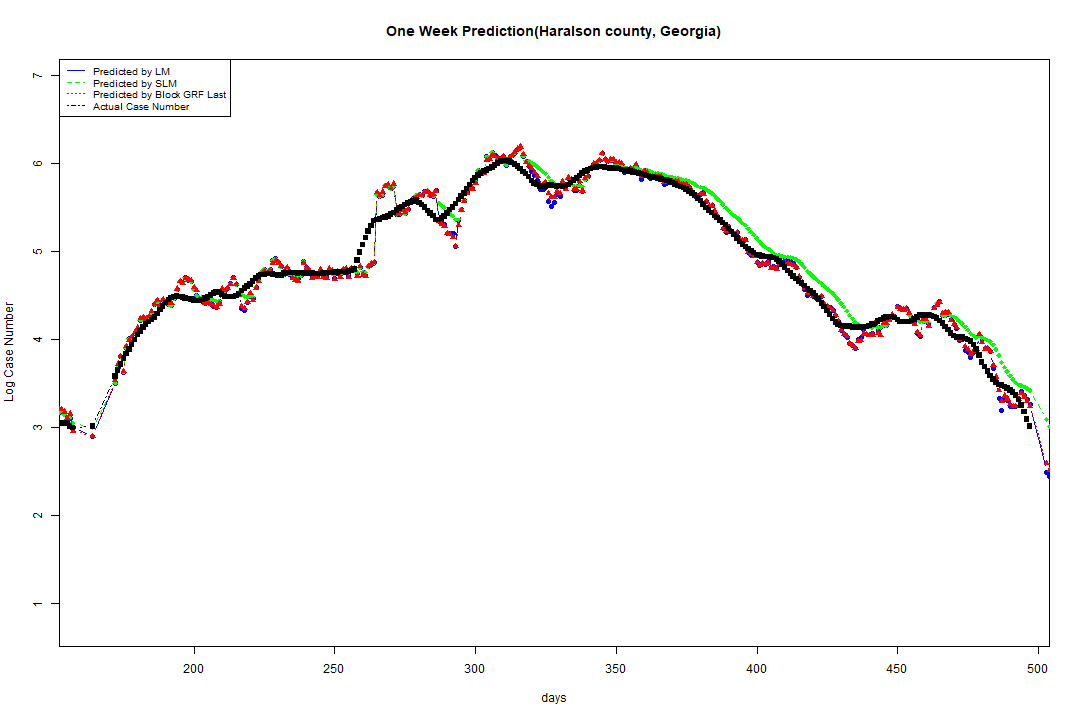 One Week Prediction(Haralson county, Georgia)
Predicted by LM
Predicted by SLM
Predicted by Block GRF Last
Actual Case Number
7
6
5
4
3
2
1
Log Case Number
200 250 300 350 400 450 500
days